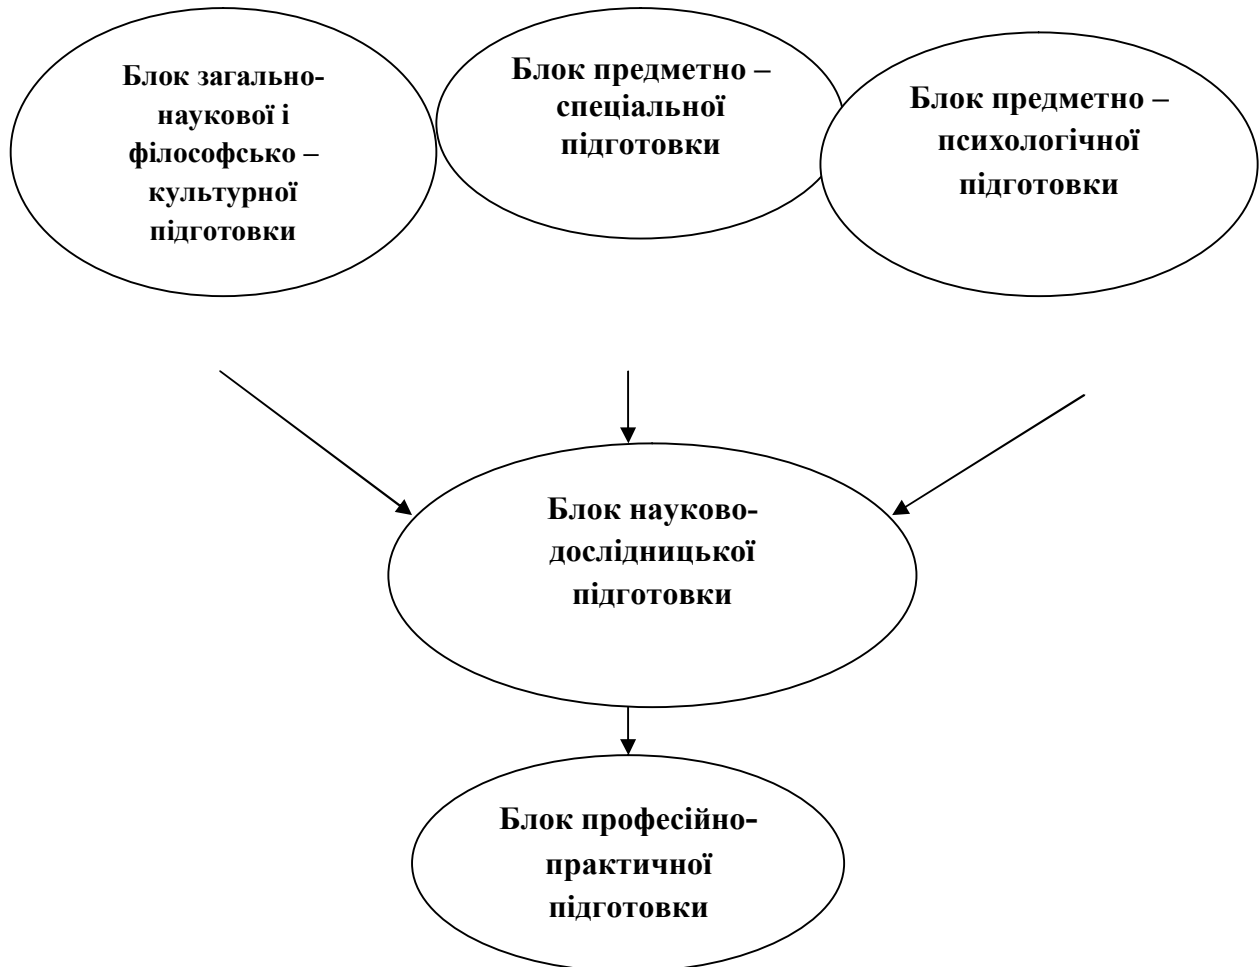 Блок загально-
наукової і
філософсько –
культурної
підготовки
Блок предметно –
спеціальної
підготовки
Блок предметно –
психологічної
підготовки
Блок науково-
дослідницької
підготовки
Блок професійно-
практичної
підготовки